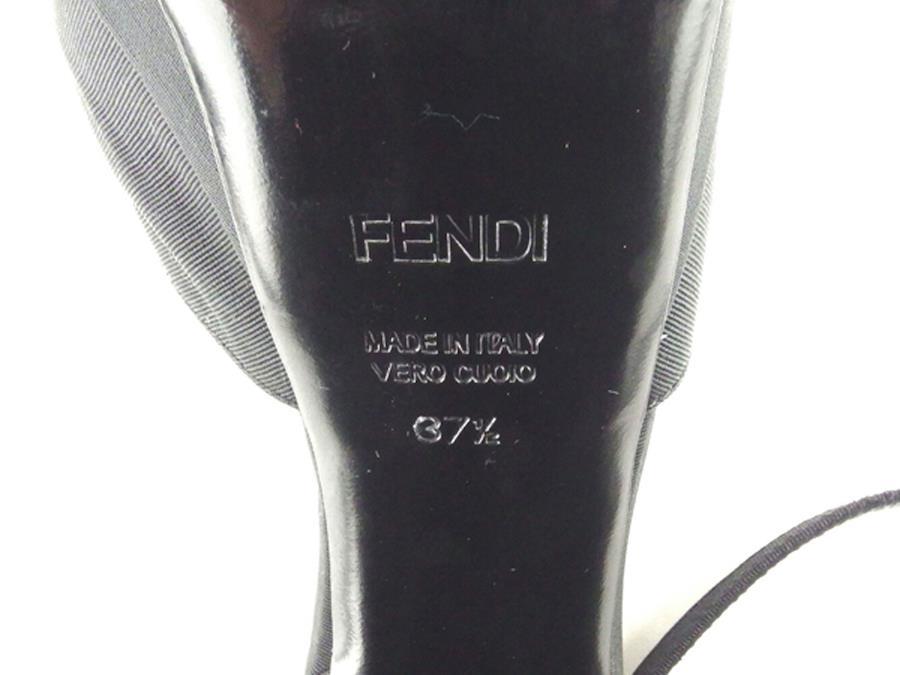 FENDI
MADE IN ITALY
VERO CUOIO
37½